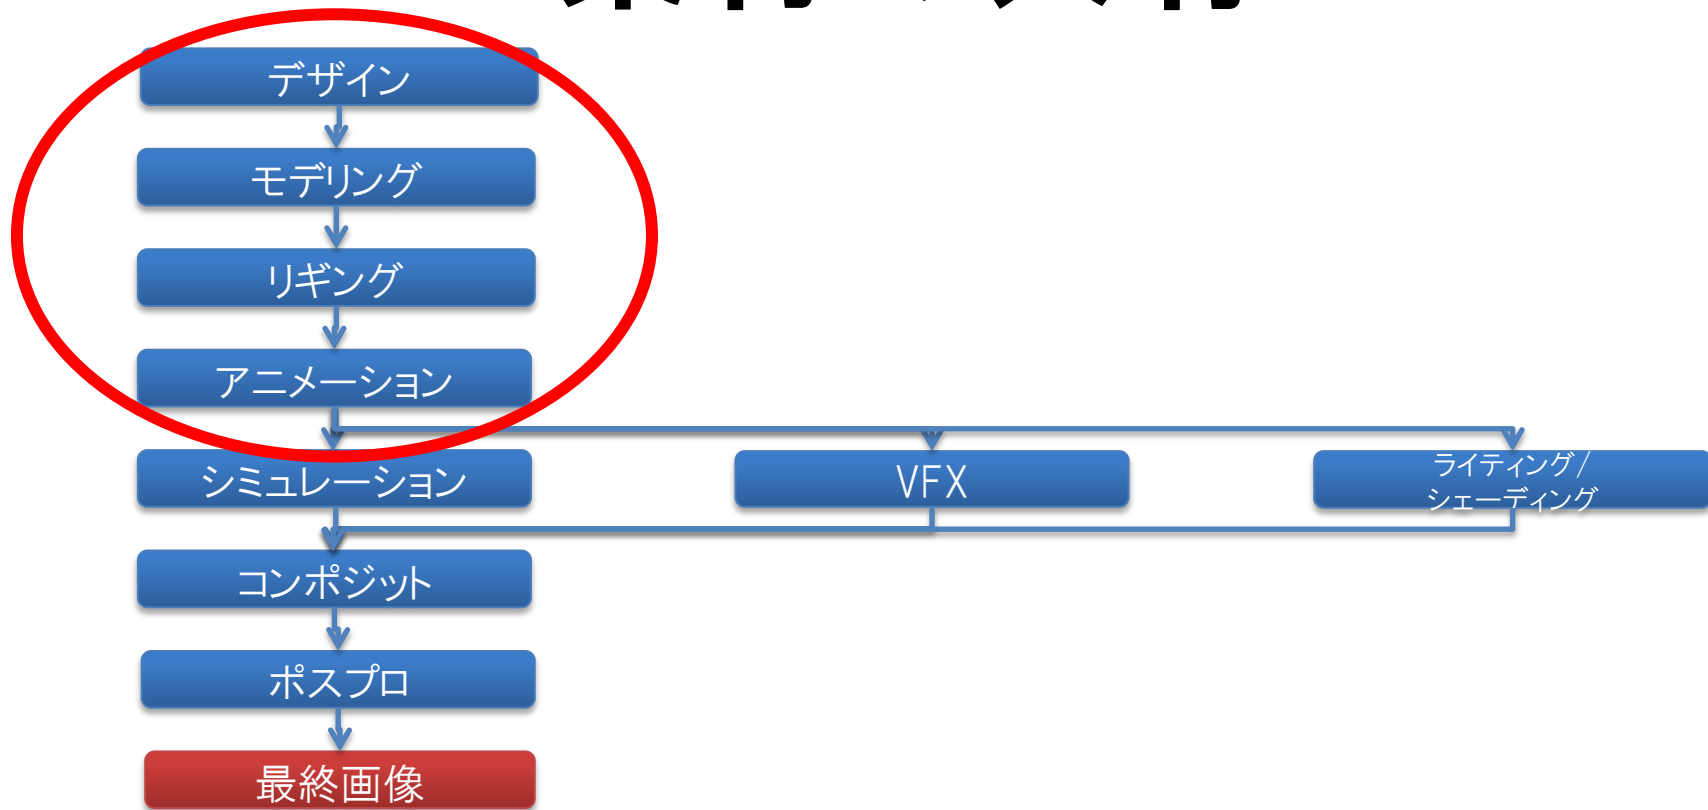 デザイン
モデリング
リギング
アニメーション
シミュレーション
VFX
ライティング/
シェーディング
コンポジット
ポスプロ
最終画像